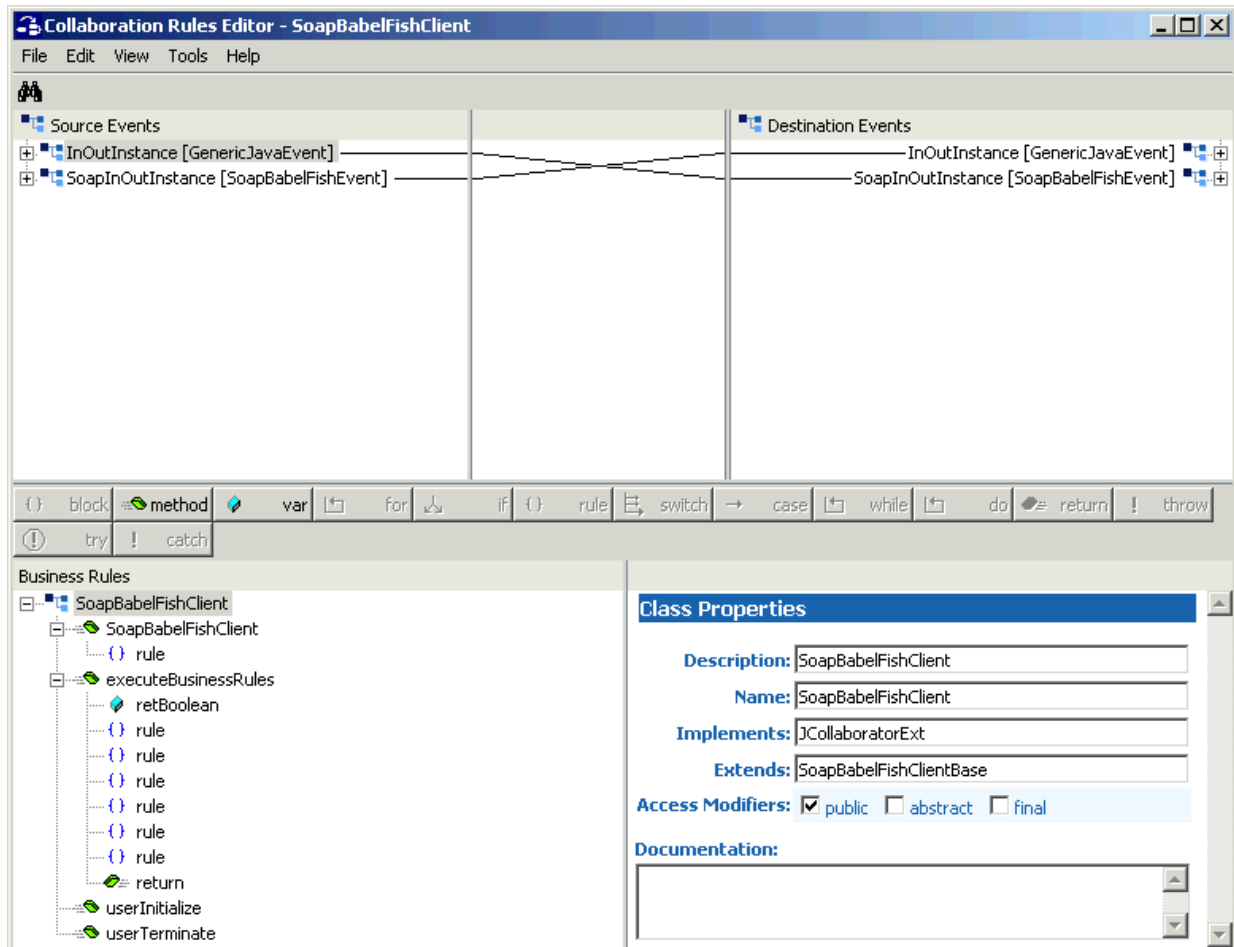 Collaboration Rules Editor - SoapBabelFishClient
File Edit View Tools Help
Source Events
Destination Events
InOutInstance [GenericJavaEvent]
InOutInstance [GenericJavaEvent]
SoapInOutInstance [SoapBabelFishEvent]
SoapInOutInstance [SoapBabelFishEvent]
{} block method var for if {} rule switch case while do return ! throw
try ! catch
Business Rules
SoapBabelFishClient
SoapBabelFishClient
{} rule
executeBusinessRules
retBoolean
{} rule
{} rule
{} rule
{} rule
{} rule
{} rule
return
userInitialize
userTerminate
Class Properties
Description: SoapBabelFishClient
Name: SoapBabelFishClient
Implements: JCollaboratorExt
Extends: SoapBabelFishClientBase
Access Modifiers: public abstract final
Documentation: